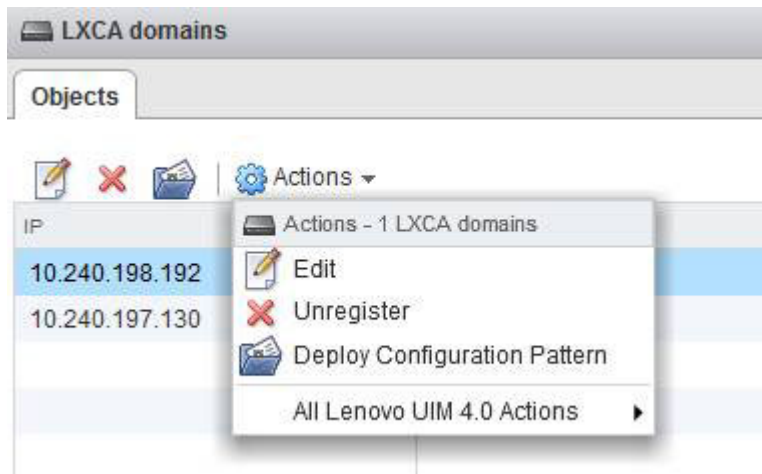 LXCA domains
Objects
Actions
IP
Actions - 1 LXCA domains
10.240.198.192
Edit
10.240.197.130
Unregister
Deploy Configuration Pattern
All Lenovo UIM 4.0 Actions